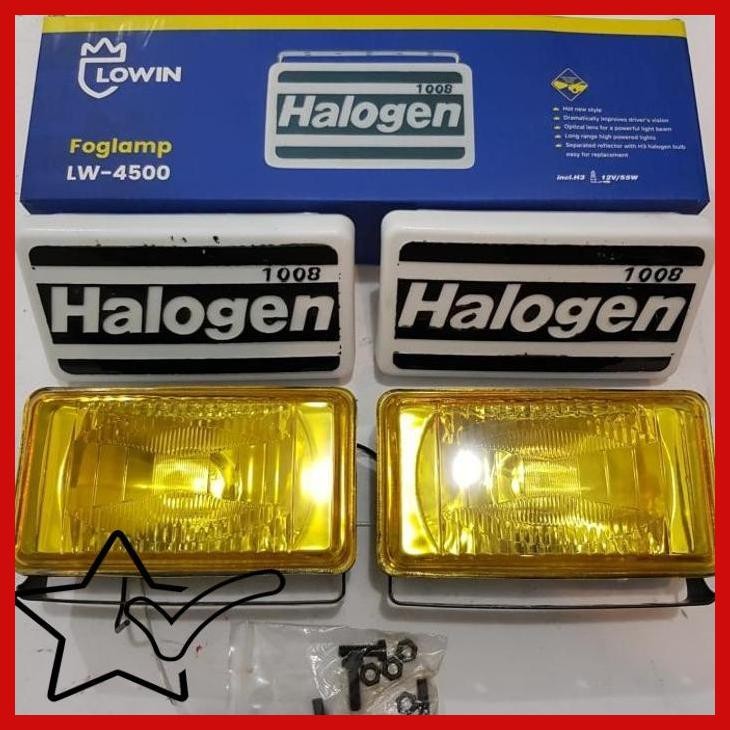 LOWIN
1008
Halogen
Foglamp
LW-4500
Hot new style
Dramatically improves driver's vision
Optical lens for a powerful light beam
Long range high powered lights
Separated reflector with H3 halogen bulb
easy for replacement
incl.H3 12V/55W
1008
Halogen
1008
Halogen